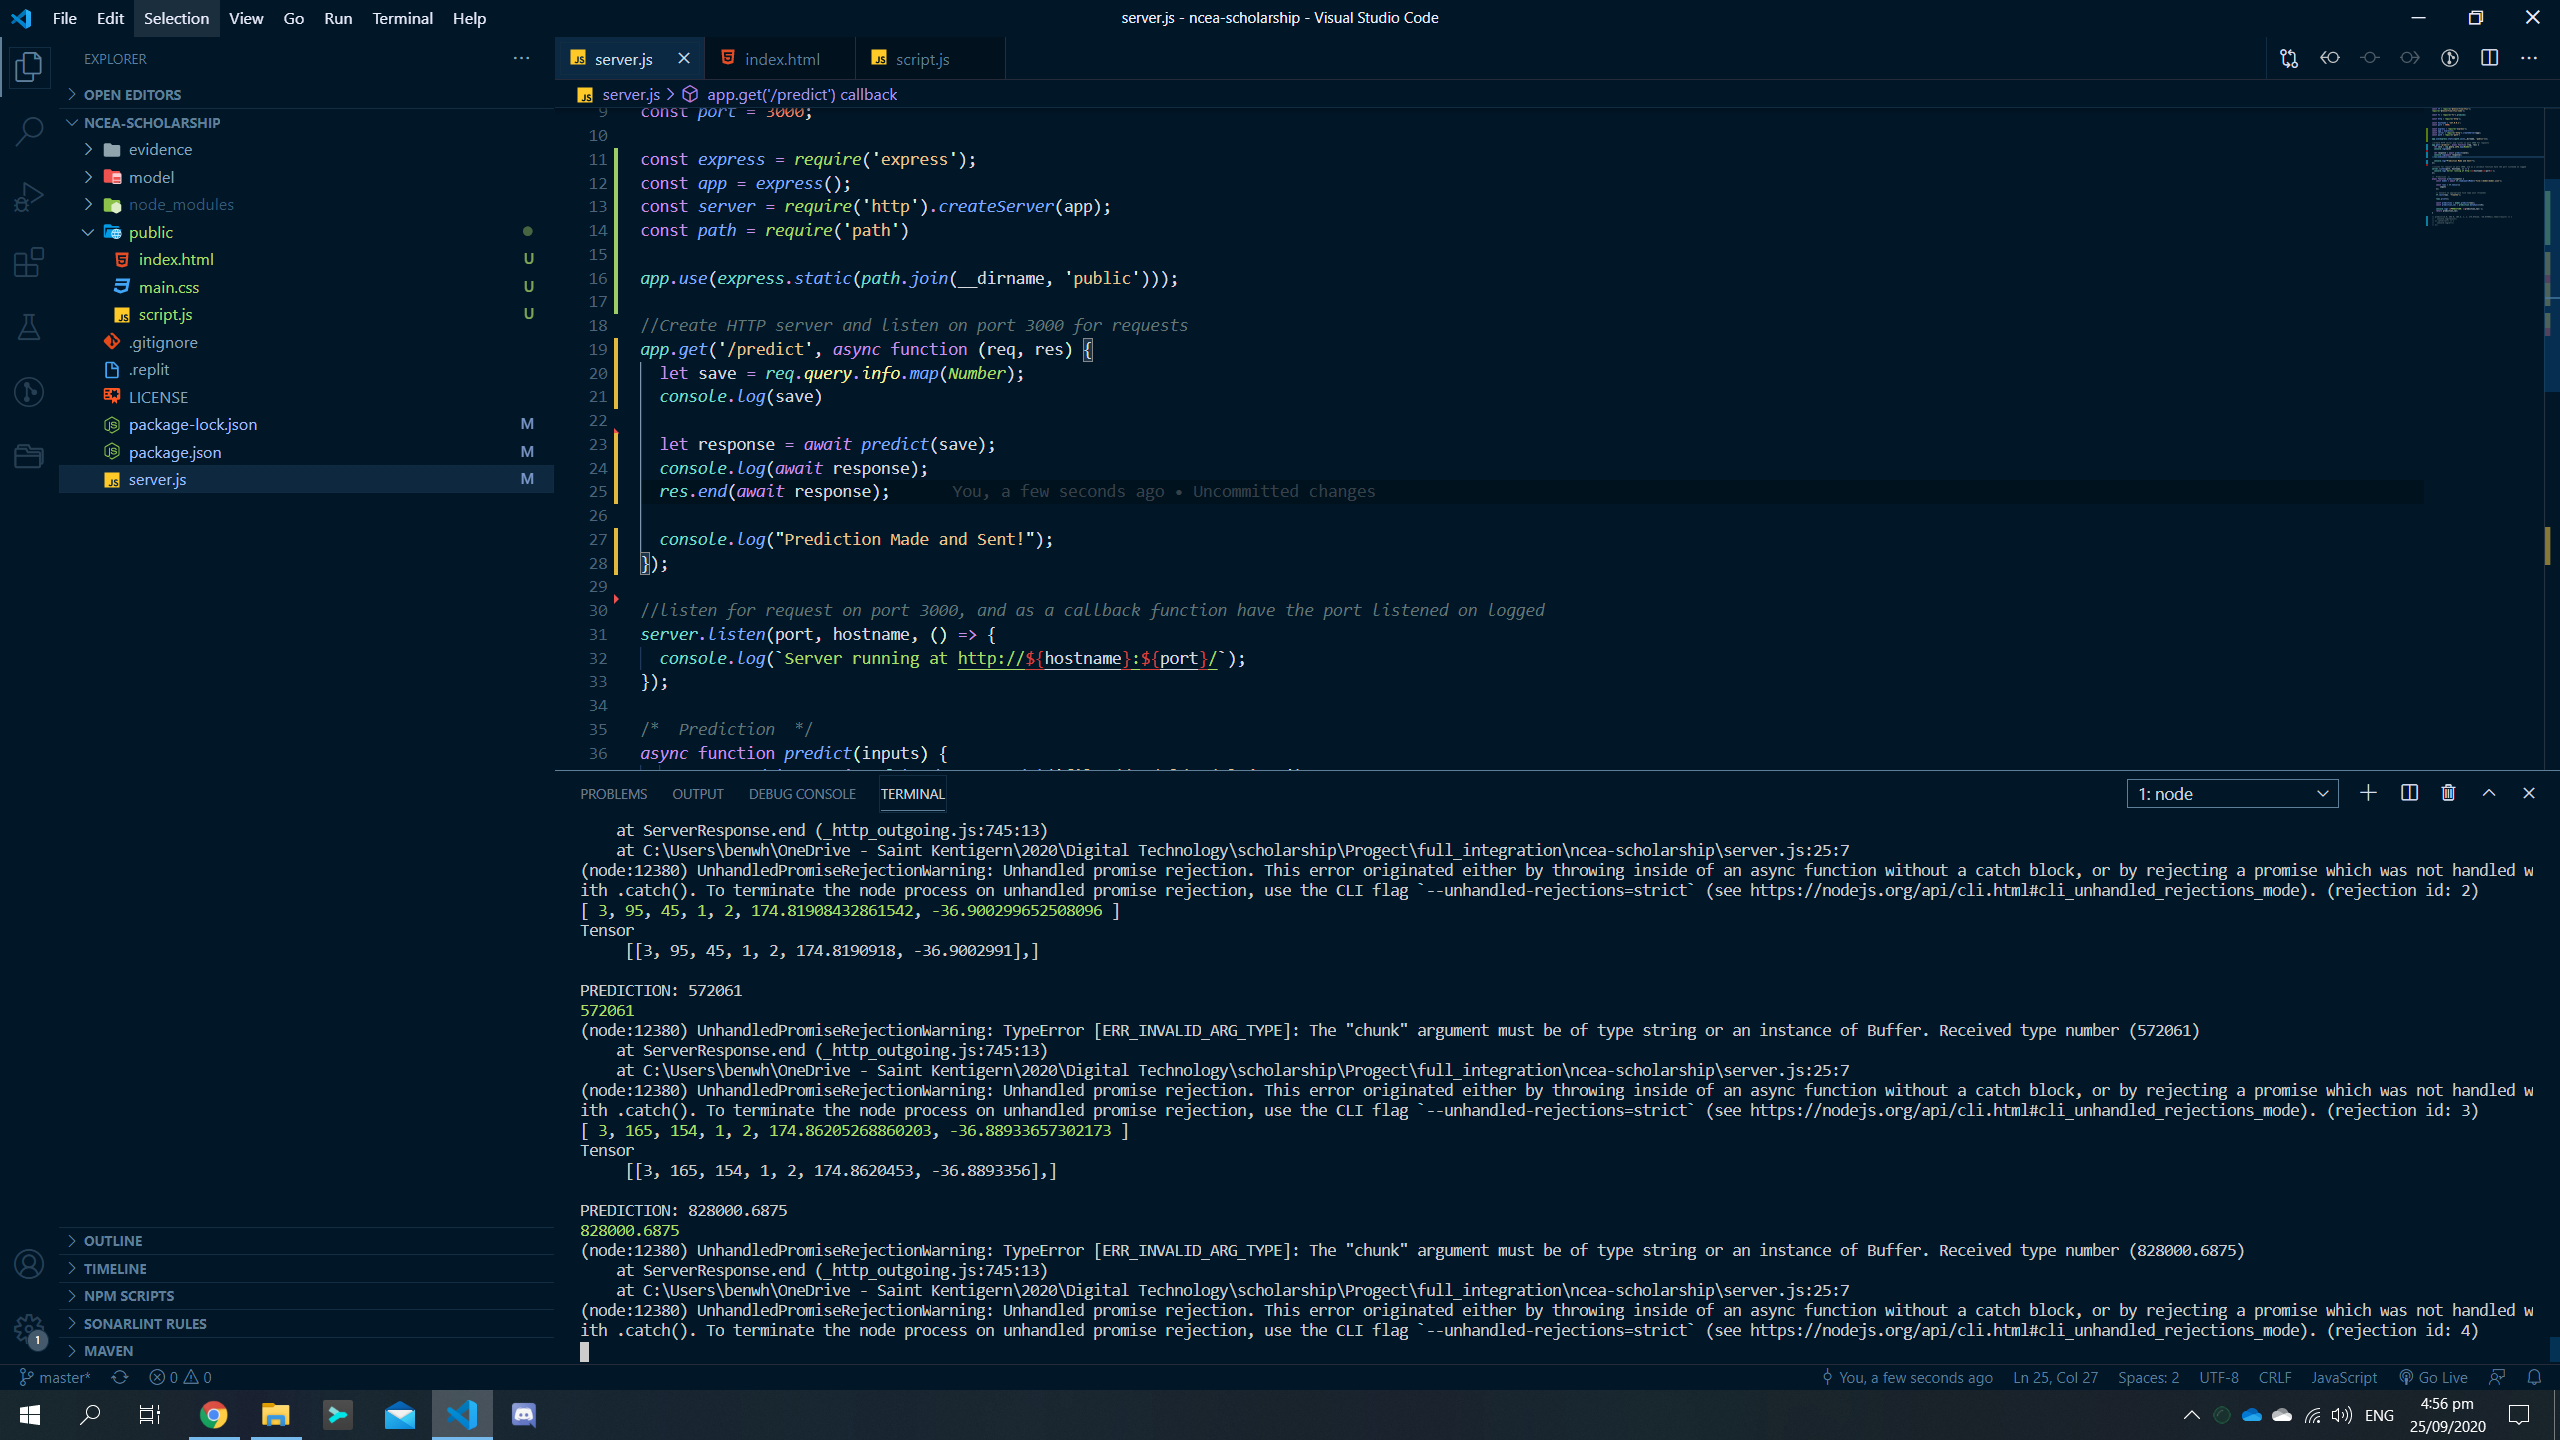 File Edit Selection View Go Run Terminal Help
server.js - ncea-scholarship - Visual Studio Code
EXPLORER
OPEN EDITORS
NCEA-SCHOLARSHIP
evidence
model
node_modules
public
index.html U
main.css U
script.js U
.gitignore
.replit
LICENSE
package-lock.json M
package.json M
server.js M
OUTLINE
TIMELINE
NPM SCRIPTS
SONARLINT RULES
MAVEN
server.js index.html script.js
server.js > app.get('/predict') callback
9 const port = 3000;
10
11 const express = require('express');
12 const app = express();
13 const server = require('http').createServer(app);
14 const path = require('path')
15
16 app.use(express.static(path.join(__dirname, 'public')));
17
18 //Create HTTP server and listen on port 3000 for requests
19 app.get('/predict', async function (req, res) {
20 let save = req.query.info.map(Number);
21 console.log(save)
22
23 let response = await predict(save);
24 console.log(await response);
25 res.end(await response); You, a few seconds ago • Uncommitted changes
26
27 console.log("Prediction Made and Sent!");
28 });
29
30 //listen for request on port 3000, and as a callback function have the port listened on logged
31 server.listen(port, hostname, () => {
32 console.log(`Server running at http://${hostname}:${port}/`);
33 });
34
35 /* Prediction */
36 async function predict(inputs) {
PROBLEMS OUTPUT DEBUG CONSOLE TERMINAL
1: node
at ServerResponse.end (_http_outgoing.js:745:13)
at C:\Users\benwh\OneDrive - Saint Kentigern\2020\Digital Technology\scholarship\Progect\full_integration\ncea-scholarship\server.js:25:7
(node:12380) UnhandledPromiseRejectionWarning: Unhandled promise rejection. This error originated either by throwing inside of an async function without a catch block, or by rejecting a promise which was not handled w
ith .catch(). To terminate the node process on unhandled promise rejection, use the CLI flag `--unhandled-rejections=strict` (see https://nodejs.org/api/cli.html#cli_unhandled_rejections_mode). (rejection id: 2)
[ 3, 95, 45, 1, 2, 174.81908432861542, -36.900299652508096 ]
Tensor
[[3, 95, 45, 1, 2, 174.8190918, -36.9002991],]
PREDICTION: 572061
572061
(node:12380) UnhandledPromiseRejectionWarning: TypeError [ERR_INVALID_ARG_TYPE]: The "chunk" argument must be of type string or an instance of Buffer. Received type number (572061)
at ServerResponse.end (_http_outgoing.js:745:13)
at C:\Users\benwh\OneDrive - Saint Kentigern\2020\Digital Technology\scholarship\Progect\full_integration\ncea-scholarship\server.js:25:7
(node:12380) UnhandledPromiseRejectionWarning: Unhandled promise rejection. This error originated either by throwing inside of an async function without a catch block, or by rejecting a promise which was not handled w
ith .catch(). To terminate the node process on unhandled promise rejection, use the CLI flag `--unhandled-rejections=strict` (see https://nodejs.org/api/cli.html#cli_unhandled_rejections_mode). (rejection id: 3)
[ 3, 165, 154, 1, 2, 174.86205268860203, -36.88933657302173 ]
Tensor
[[3, 165, 154, 1, 2, 174.8620453, -36.8893356],]
PREDICTION: 828000.6875
828000.6875
(node:12380) UnhandledPromiseRejectionWarning: TypeError [ERR_INVALID_ARG_TYPE]: The "chunk" argument must be of type string or an instance of Buffer. Received type number (828000.6875)
at ServerResponse.end (_http_outgoing.js:745:13)
at C:\Users\benwh\OneDrive - Saint Kentigern\2020\Digital Technology\scholarship\Progect\full_integration\ncea-scholarship\server.js:25:7
(node:12380) UnhandledPromiseRejectionWarning: Unhandled promise rejection. This error originated either by throwing inside of an async function without a catch block, or by rejecting a promise which was not handled w
ith .catch(). To terminate the node process on unhandled promise rejection, use the CLI flag `--unhandled-rejections=strict` (see https://nodejs.org/api/cli.html#cli_unhandled_rejections_mode). (rejection id: 4)
1
master* 0 0 You, a few seconds ago Ln 25, Col 27 Spaces: 2 UTF-8 CRLF JavaScript Go Live
ENG 4:56 pm
25/09/2020